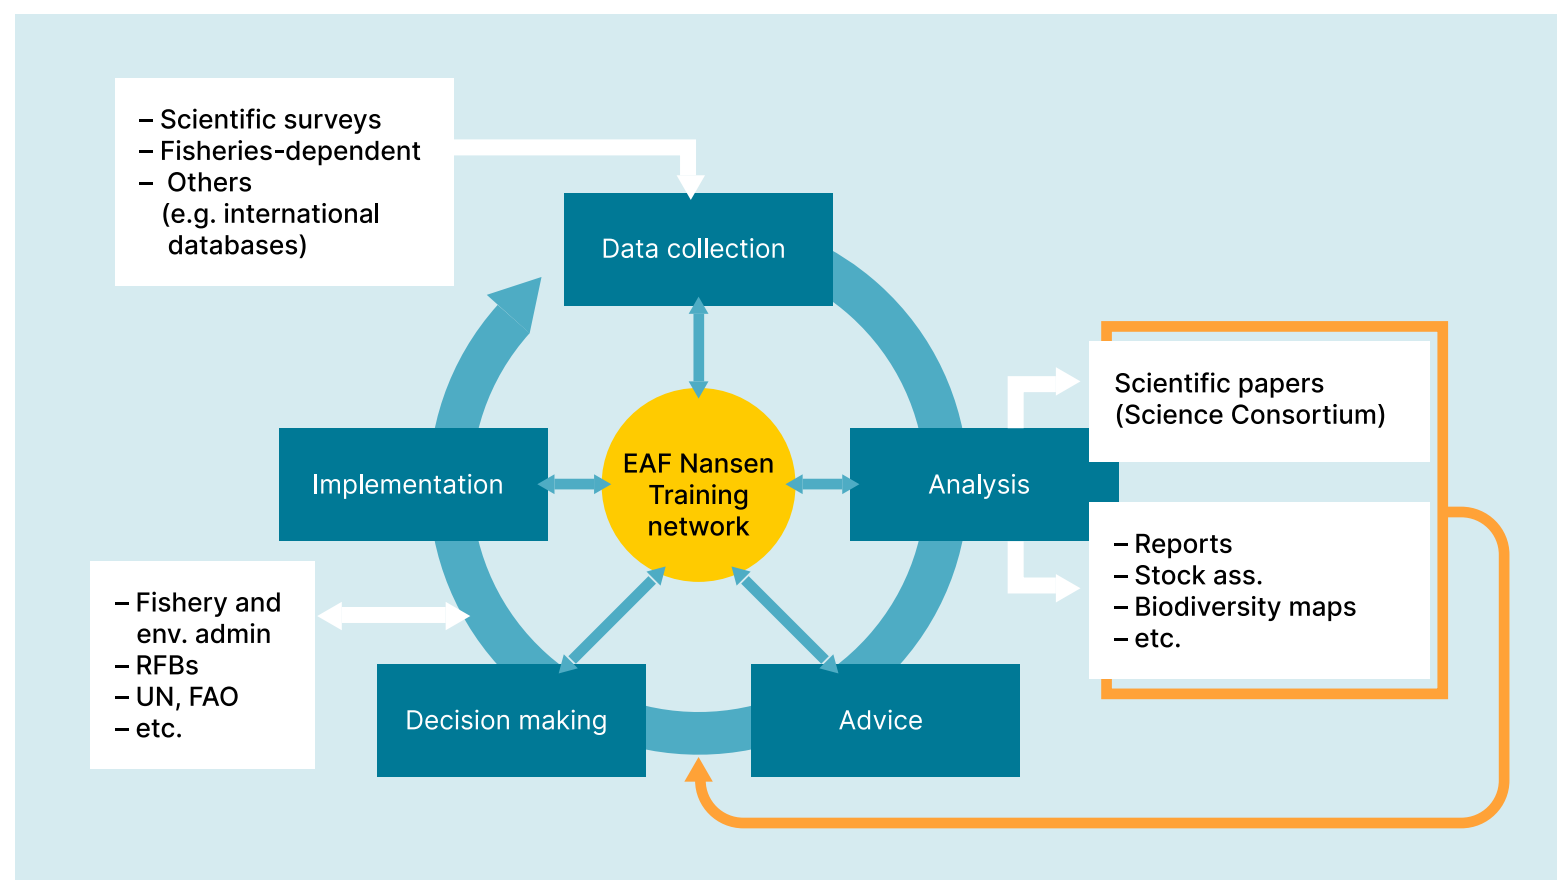 – Scientific surveys
– Fisheries-dependent
– Others
(e.g. international
databases)
Data collection
Scientific papers
(Science Consortium)
Implementation
EAF Nansen
Training
network
Analysis
– Reports
– Stock ass.
– Biodiversity maps
– etc.
– Fishery and
env. admin
– RFBs
– UN, FAO
– etc.
Decision making
Advice